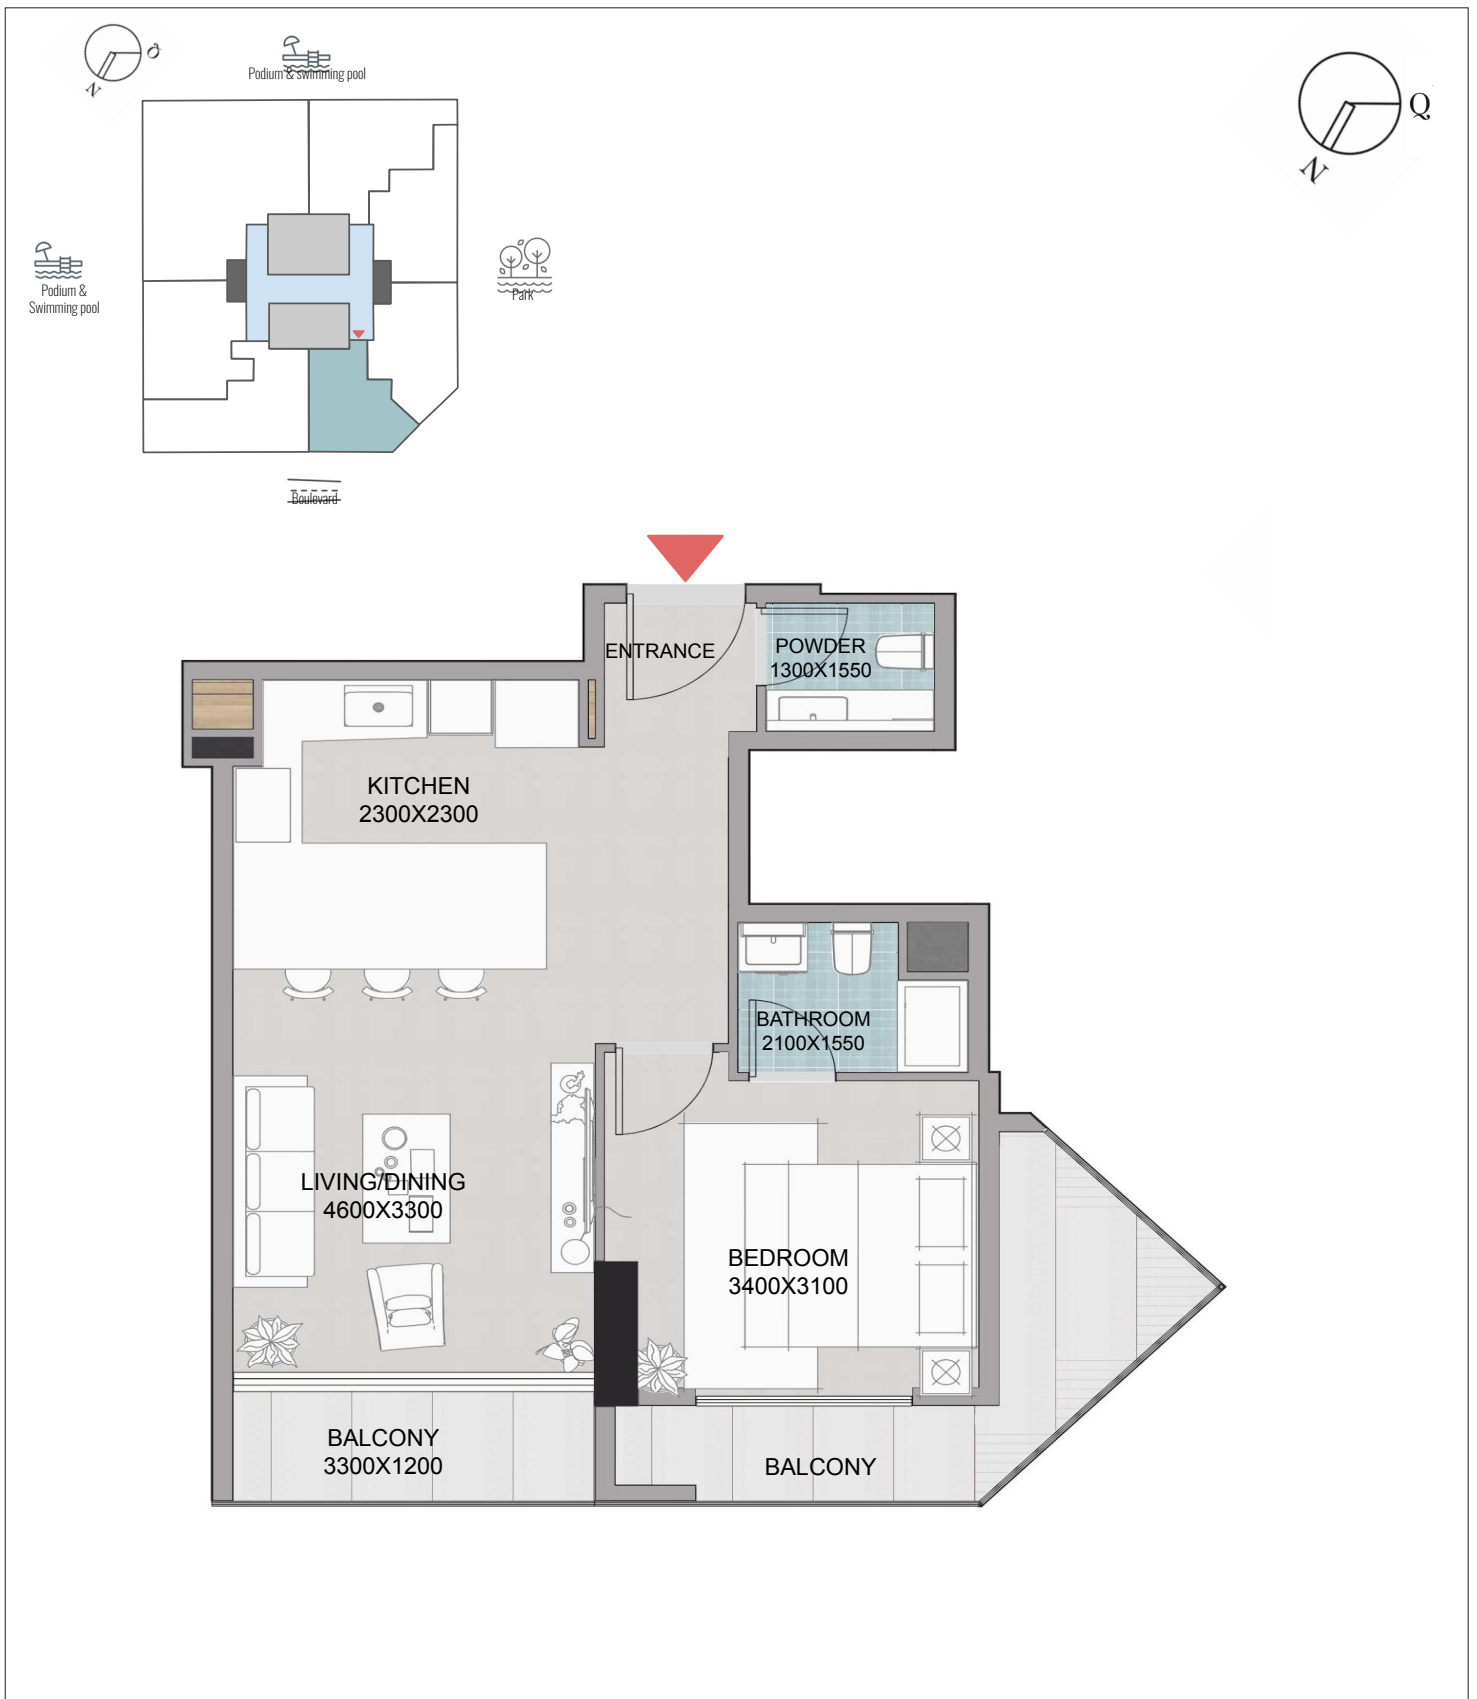 Q
N
Podium & swimming pool
Q
N
Podium &
Swimming pool
Park
Boulevard
ENTRANCE
POWDER
1300X1550
KITCHEN
2300X2300
BATHROOM
2100X1550
LIVING/DINING
4600X3300
BEDROOM
3400X3100
BALCONY
3300X1200
BALCONY